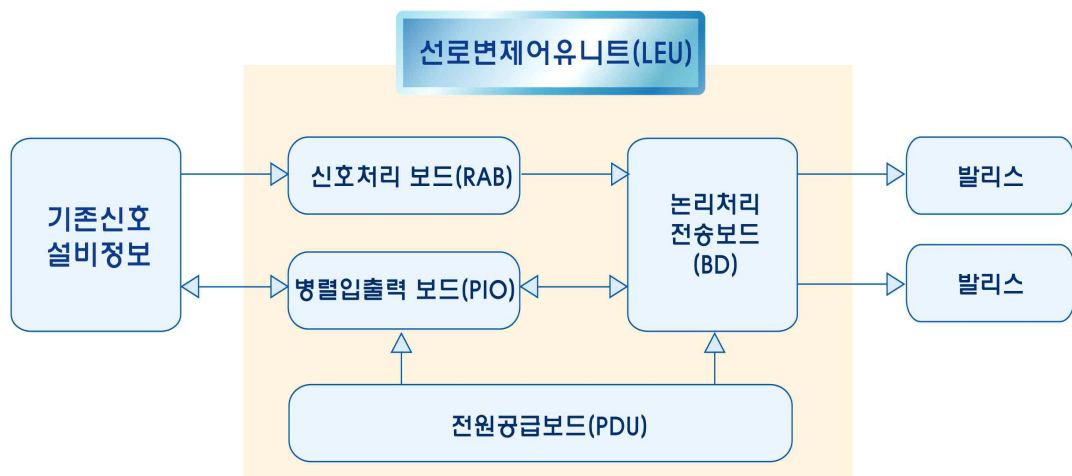 선로변제어유니트(LEU)
기존신호
설비정보
신호처리 보드(RAB)
병렬입출력 보드(PIO)
논리처리
전송보드
(BD)
발리스
발리스
전원공급보드(PDU)